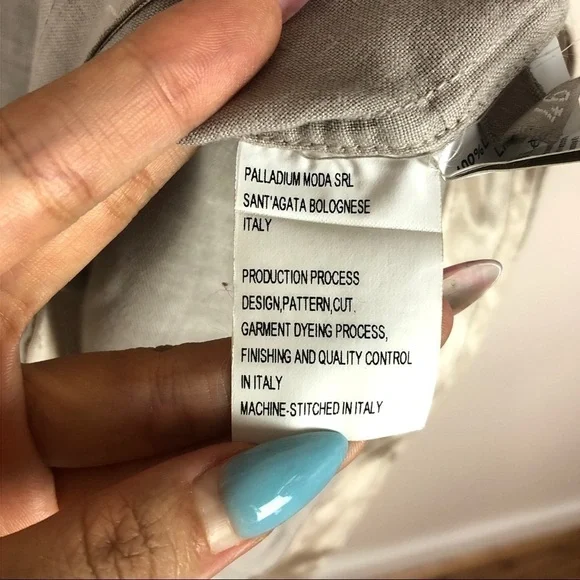 PALLADIUM MODA SRL
SANT'AGATA BOLOGNESE
ITALY
PRODUCTION PROCESS
DESIGN,PATTERN,CUT,
GARMENT DYEING PROCESS,
FINISHING AND QUALITY CONTROL
IN ITALY
MACHINE-STITCHED IN ITALY
100%